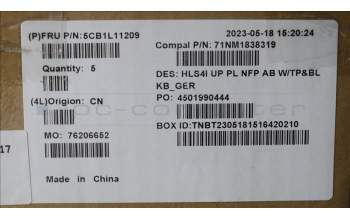 (P)FRU P/N:5CB1L11209
2023-05-18 15:20:24
Compal P/N: 71NM1838319
Quantity: 5
DES: HLS4I UP PL NFP AB W/TP&BL
KB_GER
(4L)Origion: CN
PO: 4501990444
MO: 76206652
BOX ID:TNBT2305181516420210
17
Made in China